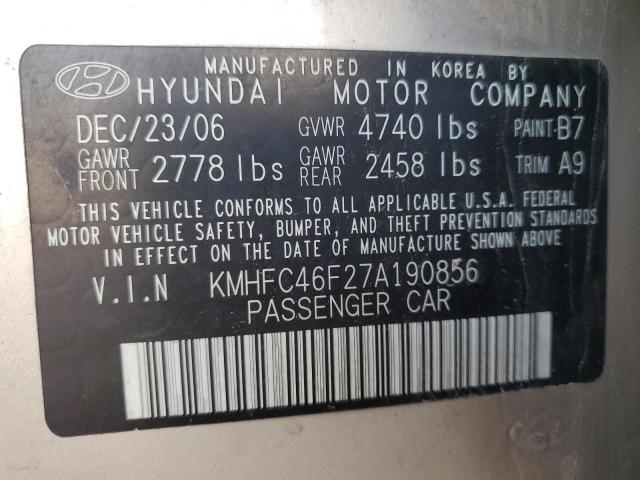 MANUFACTURED IN KOREA BY
HYUNDAI MOTOR COMPANY
DEC/23/06 GVWR 4740 lbs PAINT-B7
GAWR FRONT 2778 lbs GAWR REAR 2458 lbs TRIM A9
THIS VEHICLE CONFORMS TO ALL APPLICABLE U.S.A. FEDERAL
MOTOR VEHICLE SAFETY, BUMPER, AND THEFT PREVENTION STANDARDS
IN EFFECT ON THE DATE OF MANUFACTURE SHOWN ABOVE
V.I.N KMHFC46F27A190856
PASSENGER CAR